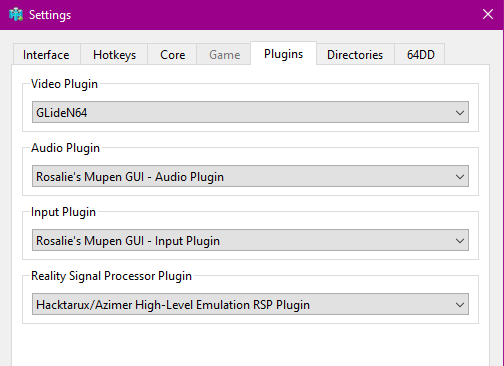 Settings
Interface
Hotkeys
Core
Game
Plugins
Directories
64DD
Video Plugin
GLideN64
Audio Plugin
Rosalie's Mupen GUI - Audio Plugin
Input Plugin
Rosalie's Mupen GUI - Input Plugin
Reality Signal Processor Plugin
Hacktarux/Azimer High-Level Emulation RSP Plugin